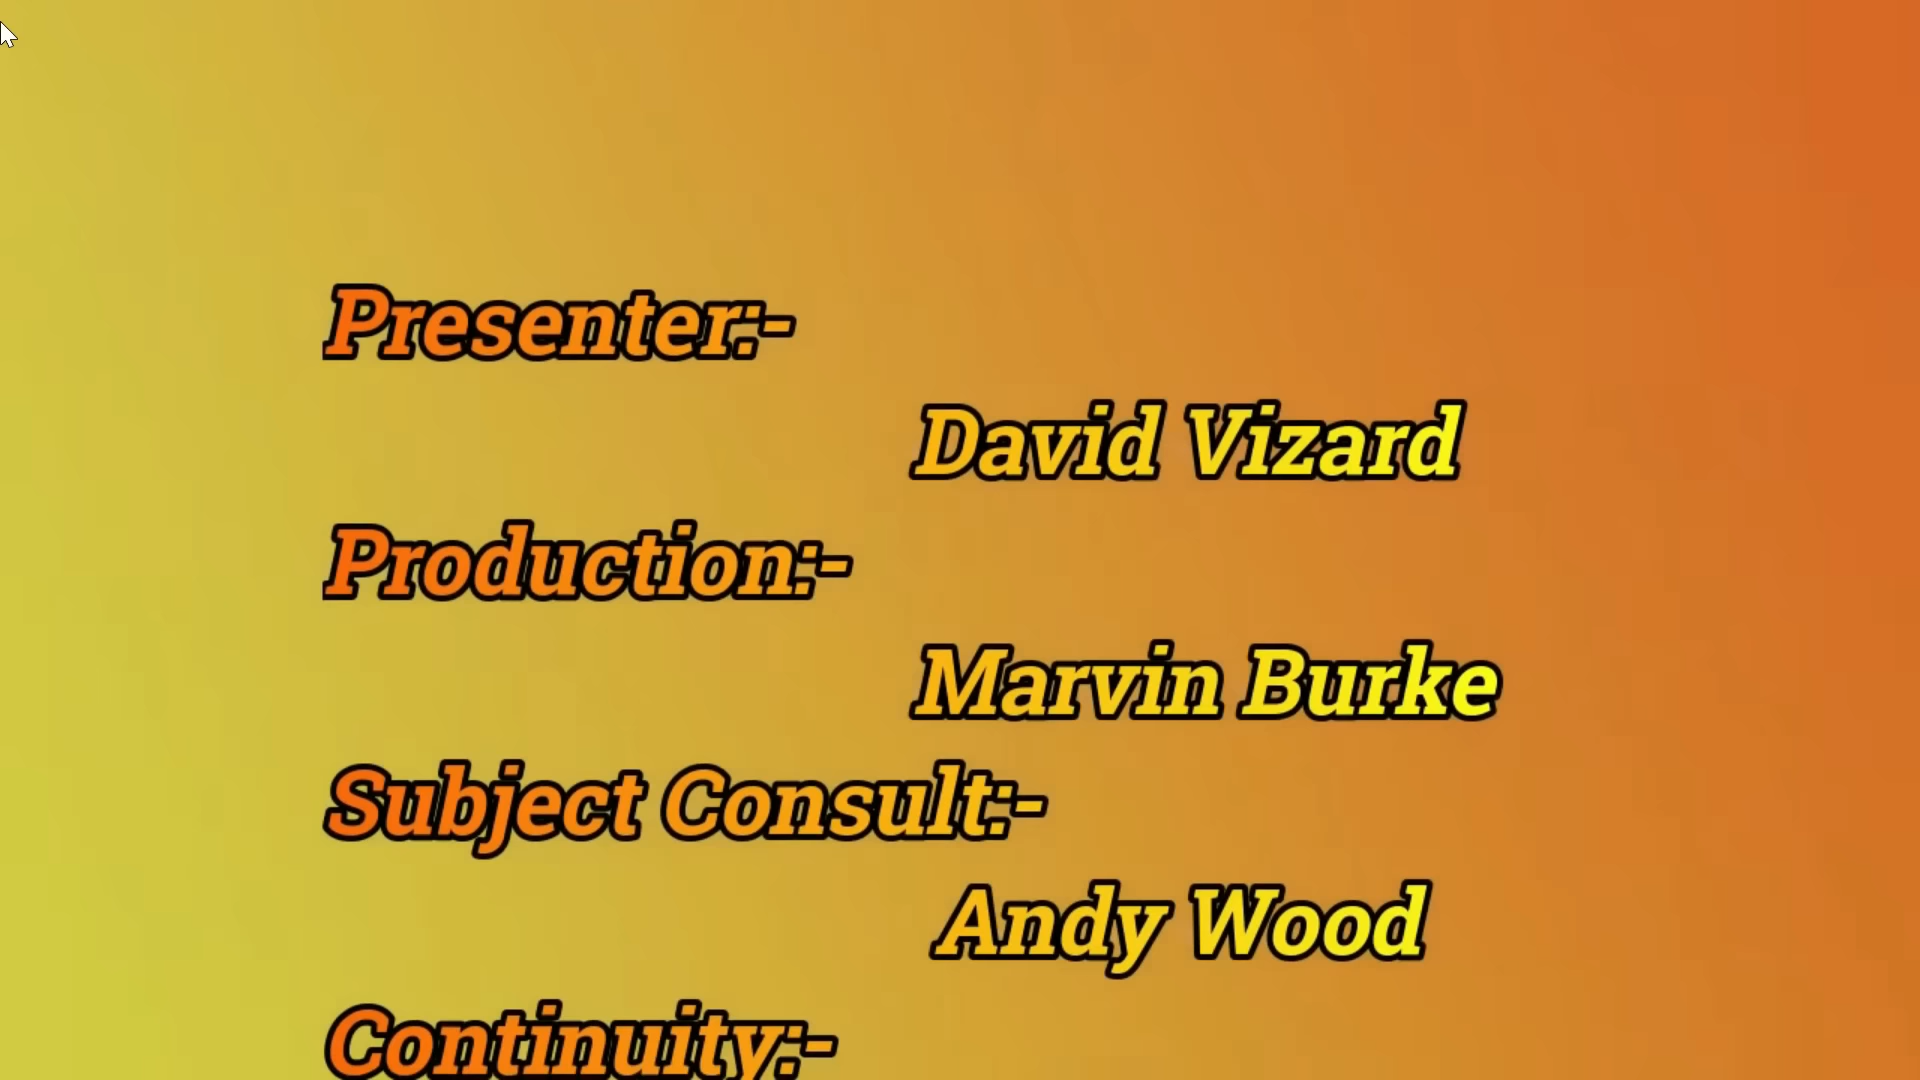 Presenter:-
David Vizard
Production:-
Marvin Burke
Subject Consult:-
Andy Wood
Continuity:-